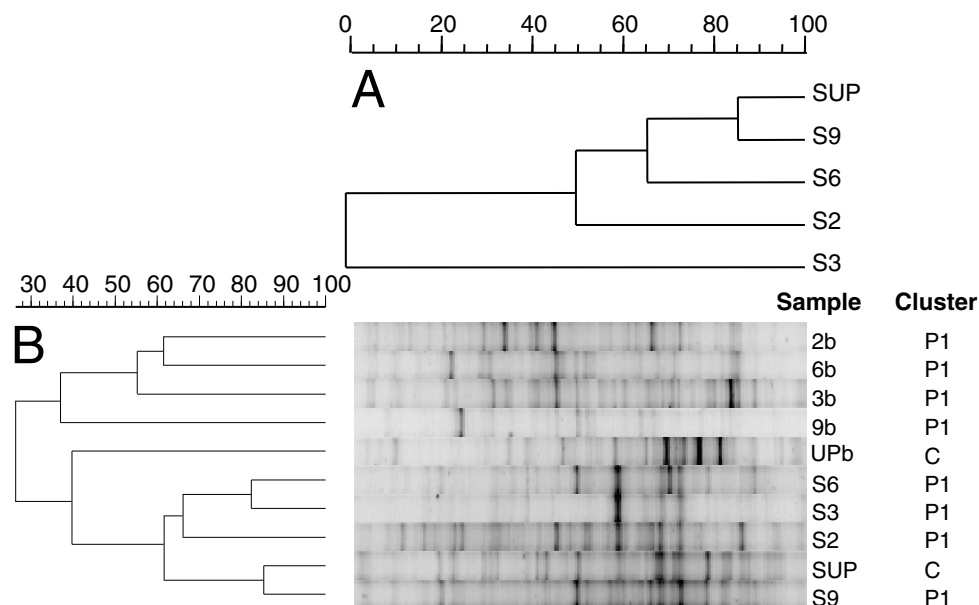 0 20 40 60 80 100
A
SUP
S9
S6
S2
S3
30 40 50 60 70 80 90 100
Sample Cluster
B
2b P1
6b P1
3b P1
9b P1
UPb C
S6 P1
S3 P1
S2 P1
SUP C
S9 P1